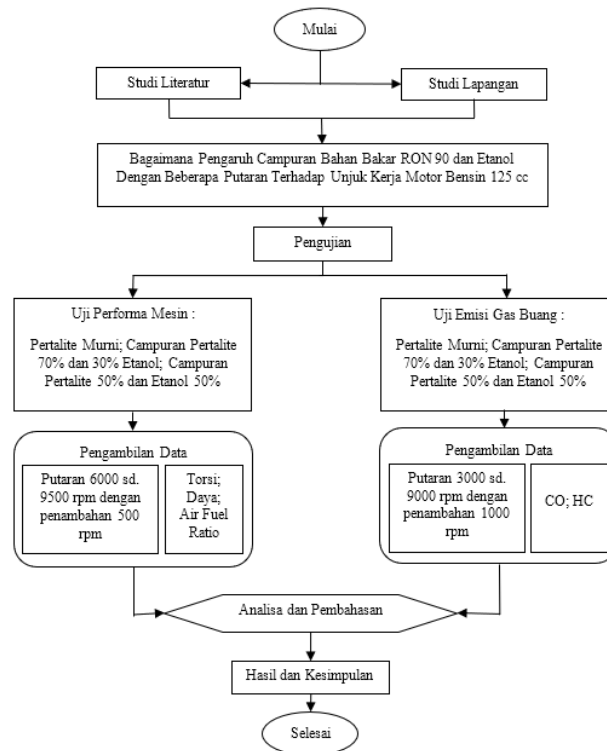 Mulai
Studi Literatur
Studi Lapangan
Bagaimana Pengaruh Campuran Bahan Bakar RON 90 dan Etanol
Dengan Beberapa Putaran Terhadap Unjuk Kerja Motor Bensin 125 cc
Pengujian
Uji Performa Mesin :
Pertalite Murni; Campuran Pertalite
70% dan 30% Etanol; Campuran
Pertalite 50% dan Etanol 50%
Uji Emisi Gas Buang :
Pertalite Murni; Campuran Pertalite
70% dan 30% Etanol; Campuran
Pertalite 50% dan Etanol 50%
Pengambilan Data
Putaran 6000 sd.
9500 rpm dengan
penambahan 500
rpm
Torsi;
Daya;
Air Fuel
Ratio
Pengambilan Data
Putaran 3000 sd.
9000 rpm dengan
penambahan 1000
rpm
CO; HC
Analisa dan Pembahasan
Hasil dan Kesimpulan
Selesai